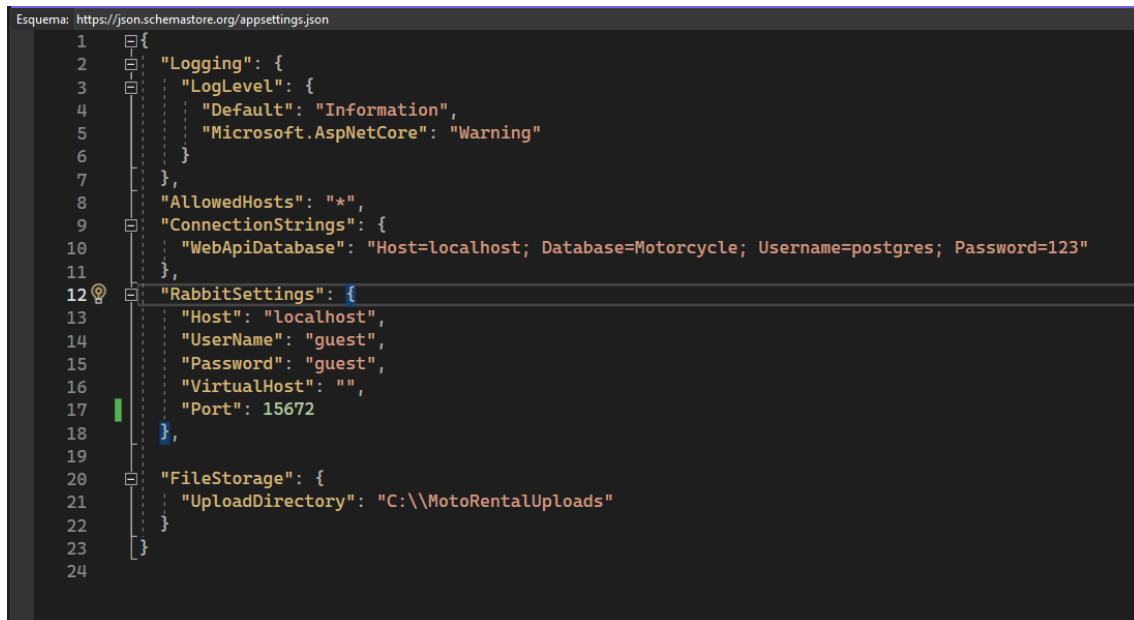 Esquema: https://json.schemastore.org/appsettings.json
1 {
2 "Logging": {
3 "LogLevel": {
4 "Default": "Information",
5 "Microsoft.AspNetCore": "Warning"
6 }
7 },
8 "AllowedHosts": "*",
9 "ConnectionStrings": {
10 "WebApiDatabase": "Host=localhost; Database=Motorcycle; Username=postgres; Password=123"
11 },
12 "RabbitSettings": {
13 "Host": "localhost",
14 "UserName": "guest",
15 "Password": "guest",
16 "VirtualHost": "",
17 "Port": 15672
18 },
19
20 "FileStorage": {
21 "UploadDirectory": "C:\\MotoRentalUploads"
22 }
23 }
24